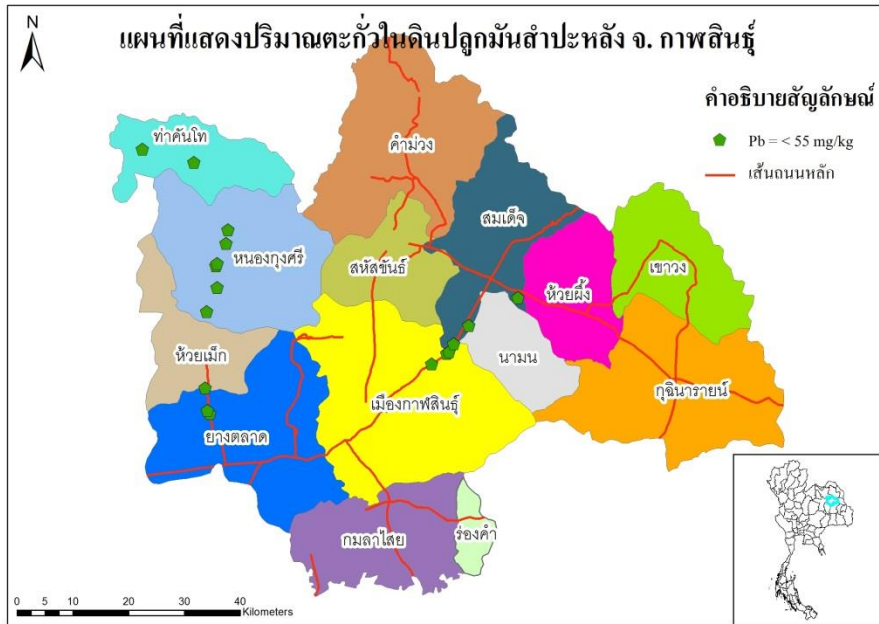 แผนที่แสดงปริมาณตะกั่วในดินปลูกมันสำปะหลัง จ. กาฬสินธุ์
N
คำอธิบายสัญลักษณ์
Pb = < 55 mg/kg
เส้นถนนหลัก
ท่าคันโท
คำม่วง
หนองกุงศรี
สมเด็จ
สหัสขันธ์
ห้วยผึ้ง
เขาวง
ห้วยเม็ก
นามน
กุฉินารายน์
เมืองกาฬสินธุ์
ยางตลาด
กมลาไสย
ร่องคำ
0 5 10 20 30 40
Kilometers